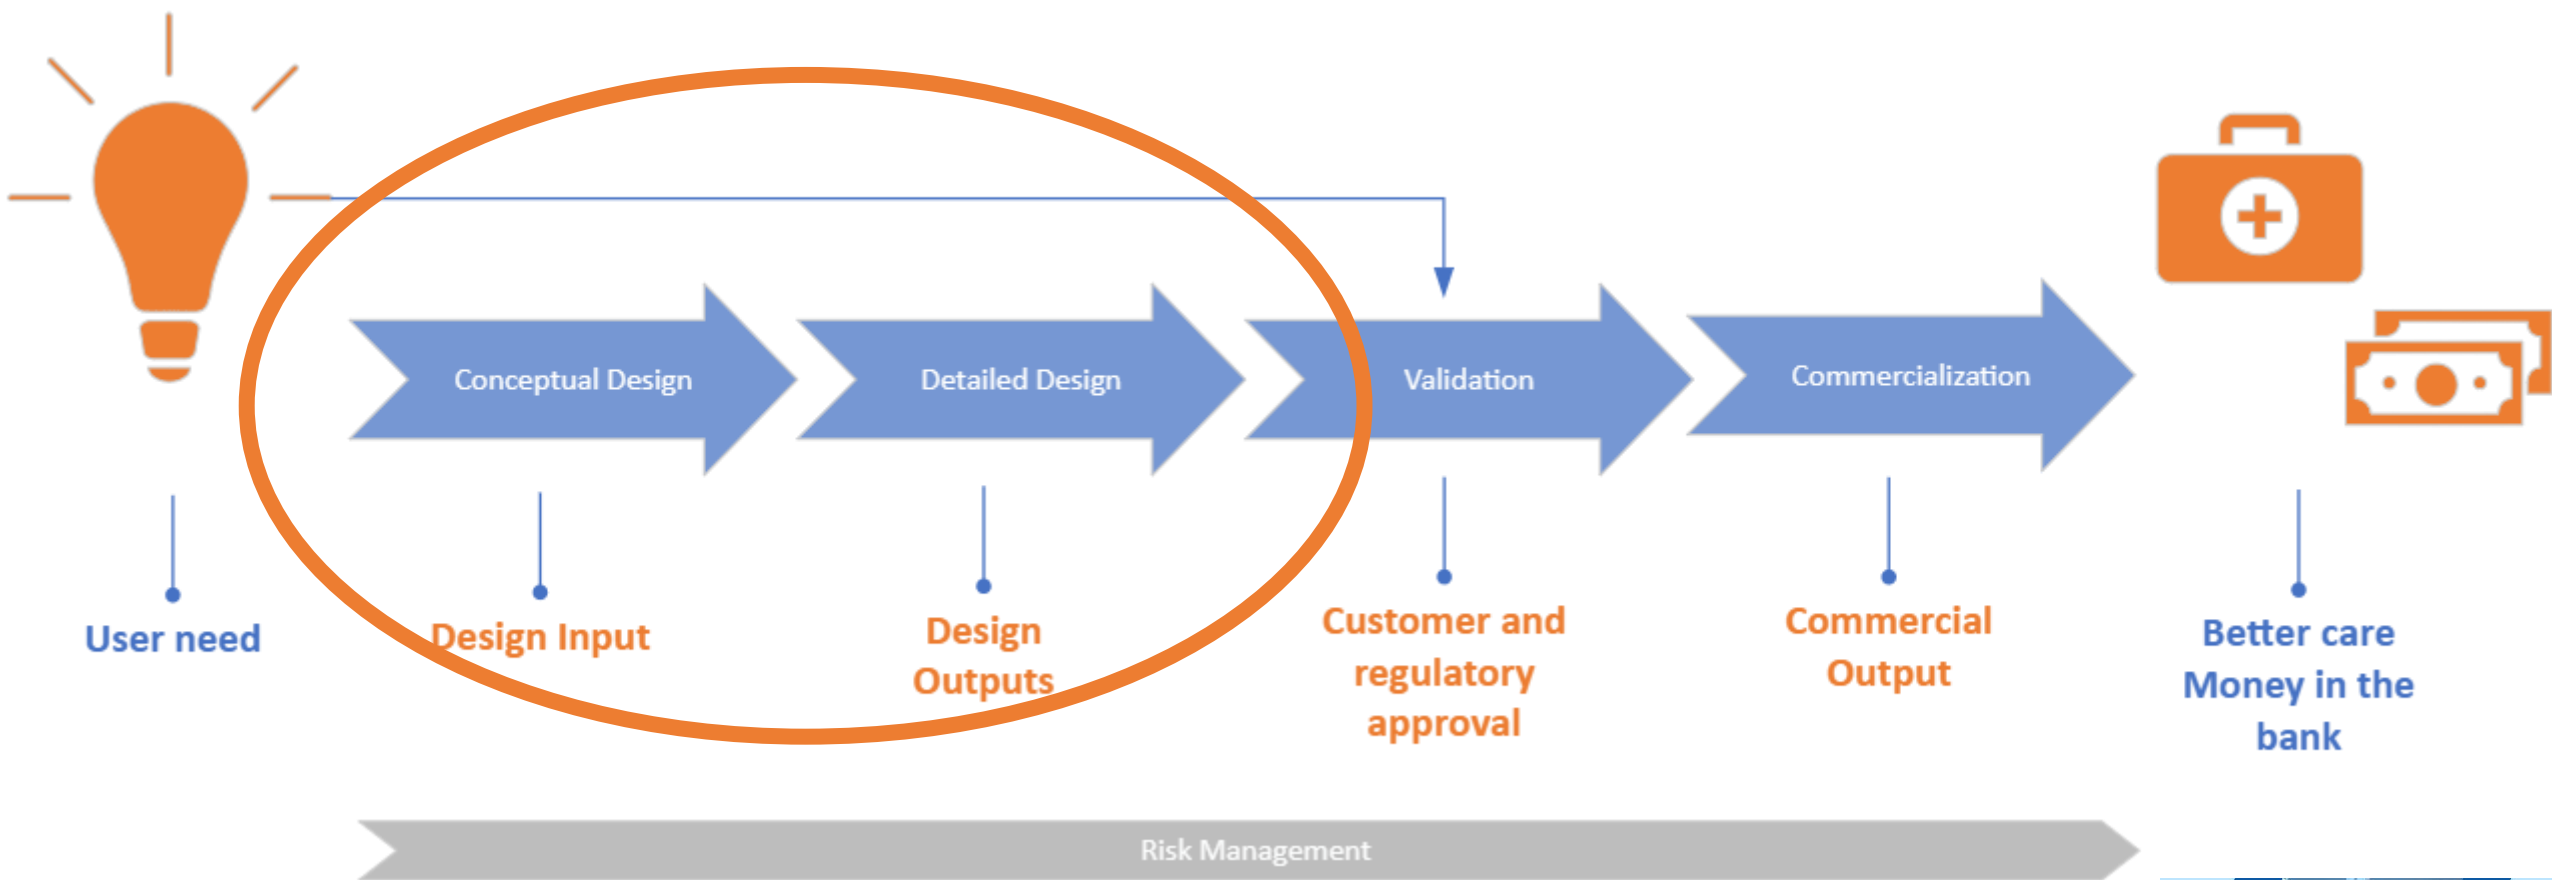 Conceptual Design
Detailed Design
Validation
Commercialization
User need
Design Input
Design
Outputs
Customer and
regulatory
approval
Commercial
Output
Better care
Money in the
bank
Risk Management